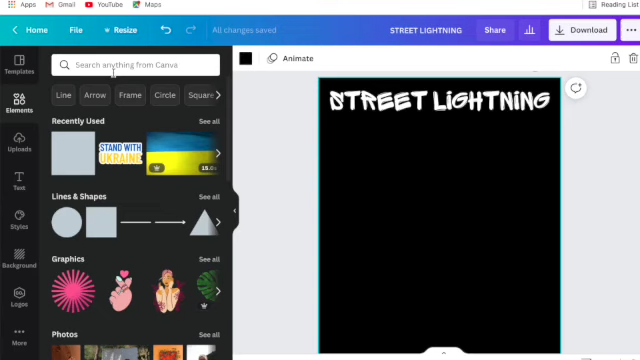 Apps Gmail YouTube Maps Reading List
Home File Resize All changes saved STREET LIGHTNING Share Download
Templates
Elements
Uploads
Text
Styles
Background
Logos
More
Search anything from Canva
Line Arrow Frame Circle Square
Recently Used See all
STAND WITH
UKRAINE
Lines & Shapes See all
Graphics See all
Photos See all
Animate
STREET LiGHTNiNG